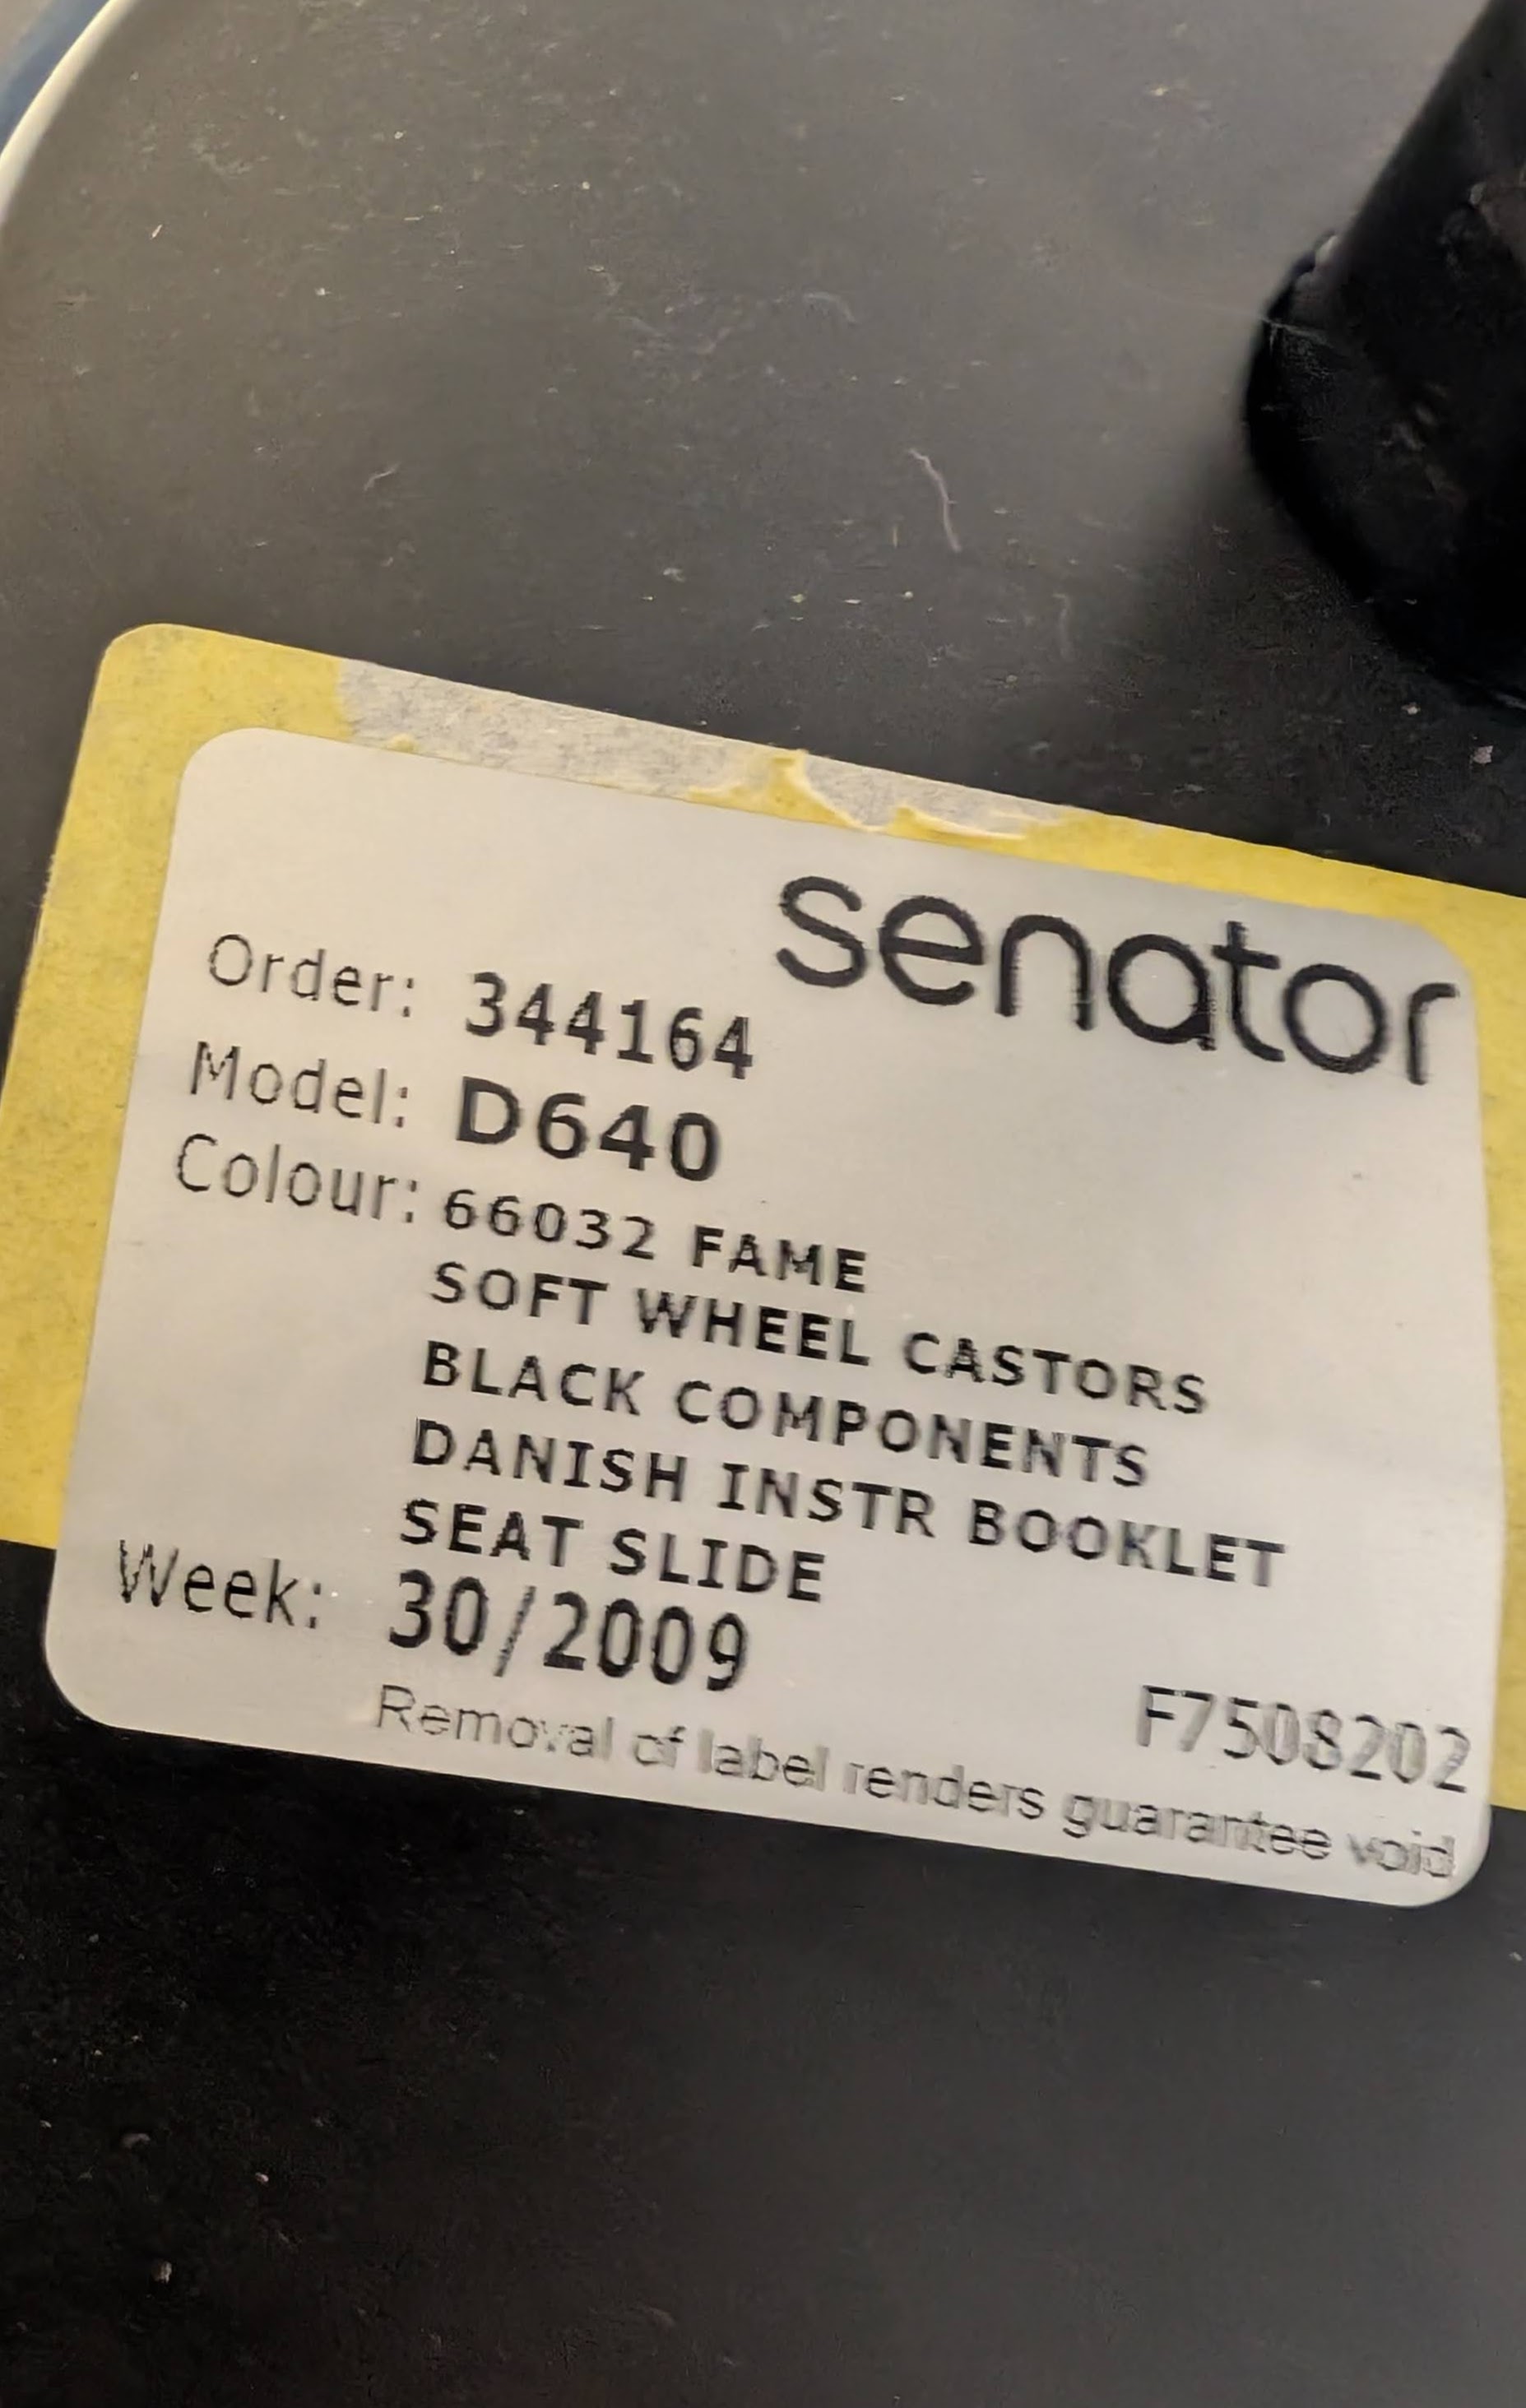 senator
Order: 344164
Model: D640
Colour: 66032 FAME
SOFT WHEEL CASTORS
BLACK COMPONENTS
DANISH INSTR BOOKLET
SEAT SLIDE
Week: 30/2009
F7508202
Removal of label renders guarantee void